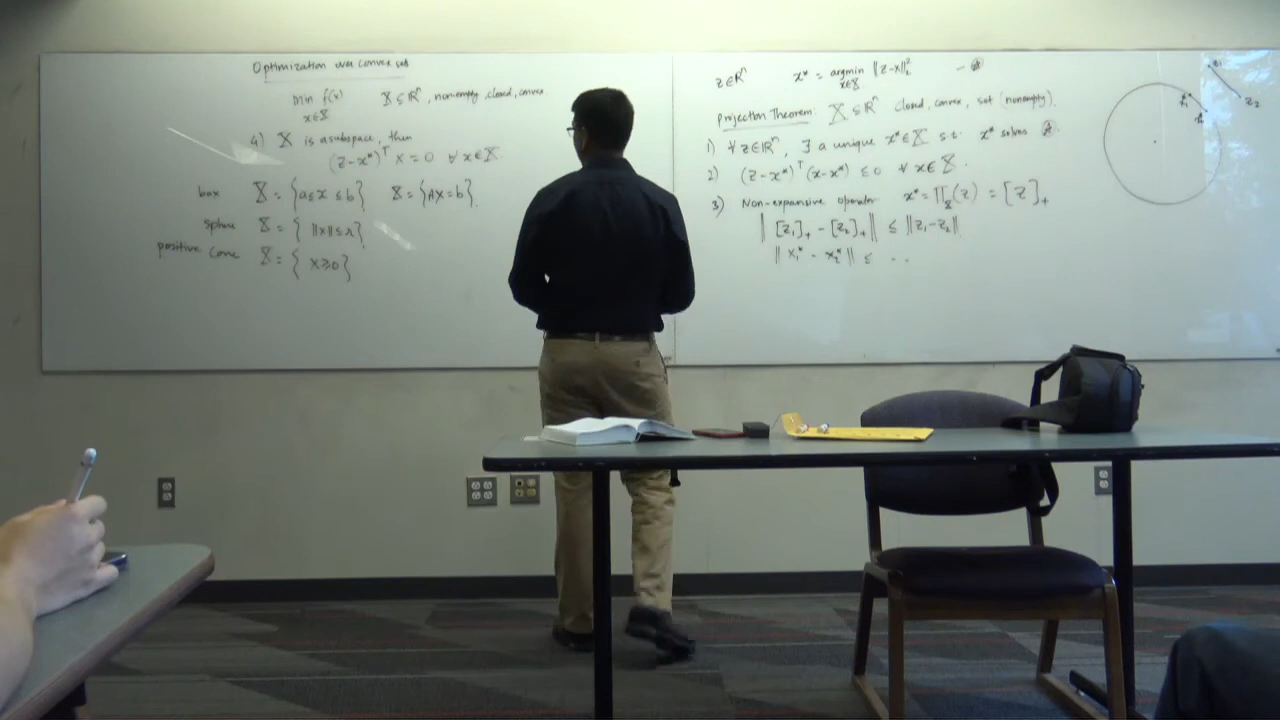 Optimization over convex set
min f(x) 𝕏 ⊆ ℝⁿ, nonempty, closed, convex.
x∈𝕏
4) 𝕏 is a subspace, then
(z-x*)ᵀ x = 0 ∀ x∈𝕏
box 𝕏 = {a≤x≤b} 𝕏 = {Ax=b}.
sphere 𝕏 = { ||x||≤r}.
positive cone 𝕏 = { x≥0}
z∈ℝⁿ x* = argmin ||z-x||₂²
x∈𝕏
Projection Theorem 𝕏 ⊆ ℝⁿ closed, convex, set (nonempty).
1) ∀ z∈ℝⁿ, ∃ a unique x*∈𝕏 s.t. x* solves
2) (z-x*)ᵀ(x-x*) ≤0 ∀ x∈𝕏.
3) Non-expansive operator x* = ∏𝕏(z) = [z]₊
|| [z₁]₊ - [z₂]₊ || ≤ ||z₁-z₂||
|| x₁* - x₂* || ≤ ..
z₂